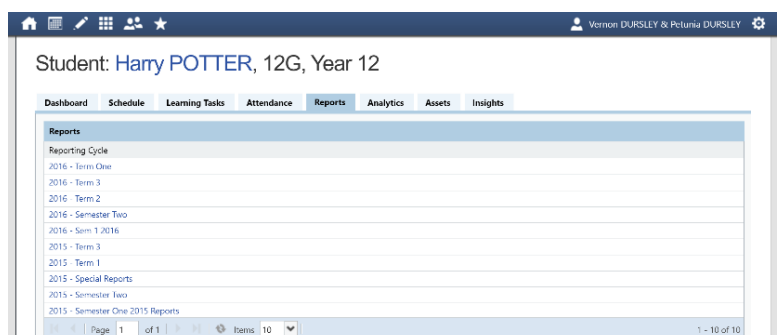 Vernon DURSLEY & Petunia DURSLEY
Student: Harry POTTER, 12G, Year 12
Dashboard Schedule Learning Tasks Attendance Reports Analytics Assets Insights
Reports
Reporting Cycle
2016 - Term One
2016 - Term 3
2016 - Term 2
2016 - Semester Two
2016 - Sem 1 2016
2015 - Term 3
2015 - Term 1
2015 - Special Reports
2015 - Semester Two
2015 - Semester One 2015 Reports
Page 1 of 1 Items 10 1 - 10 of 10